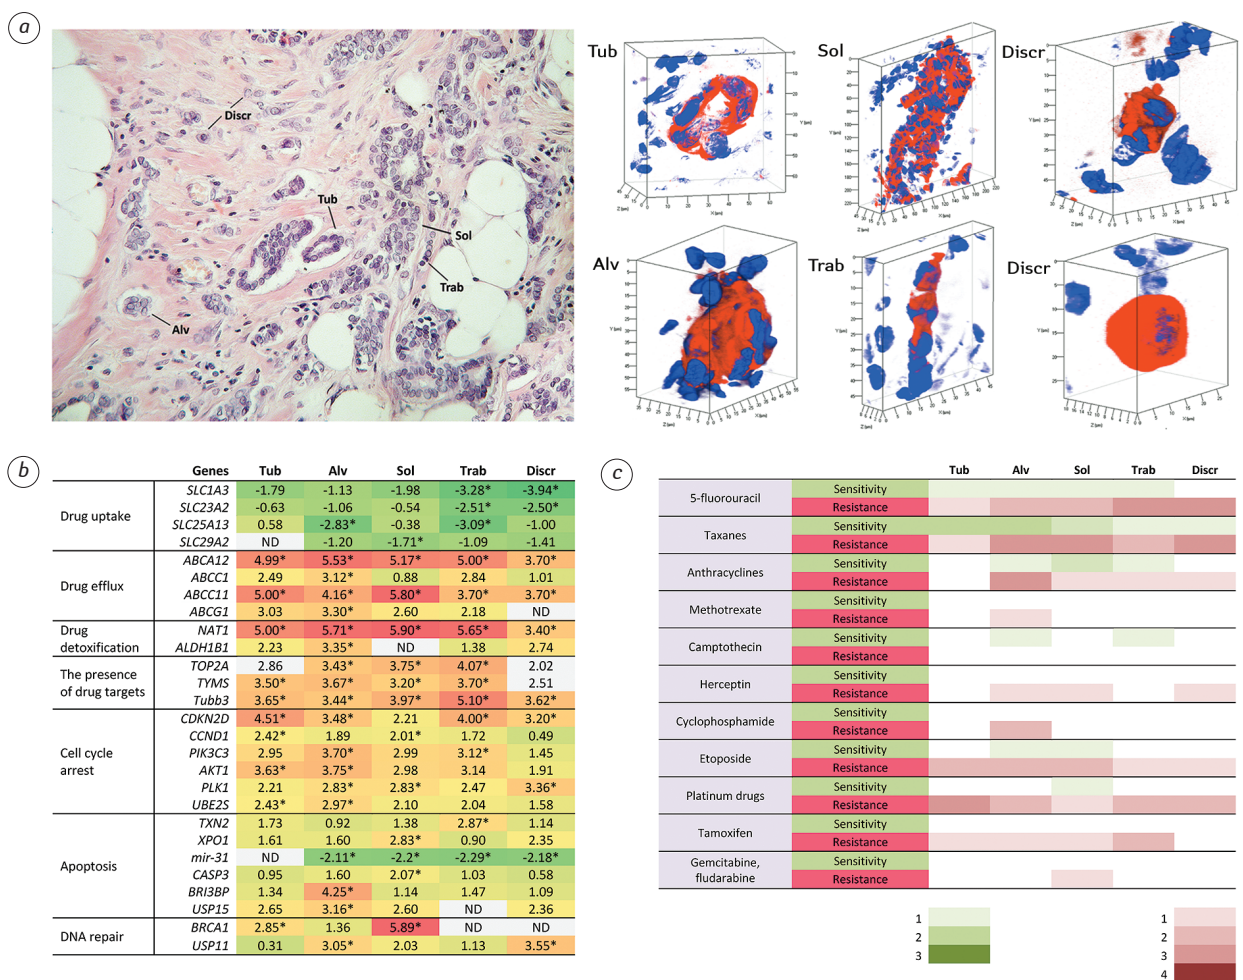 a
Discr
Tub
Sol
Trab
Alv
Tub
Sol
Discr
Alv
Trab
Discr
b
Genes Tub Alv Sol Trab Discr
Drug uptake
SLC1A3 -1.79 -1.13 -1.98 -3.28* -3.94*
SLC23A2 -0.63 -1.06 -0.54 -2.51* -2.50*
SLC25A13 0.58 -2.83* -0.38 -3.09* -1.00
SLC29A2 ND -1.20 -1.71* -1.09 -1.41
Drug efflux
ABCA12 4.99* 5.53* 5.17* 5.00* 3.70*
ABCC1 2.49 3.12* 0.88 2.84 1.01
ABCC11 5.00* 4.16* 5.80* 3.70* 3.70*
ABCG1 3.03 3.30* 2.60 2.18 ND
Drug
detoxification
NAT1 5.00* 5.71* 5.90* 5.65* 3.40*
ALDH1B1 2.23 3.35* ND 1.38 2.74
The presence
of drug targets
TOP2A 2.86 3.43* 3.75* 4.07* 2.02
TYMS 3.50* 3.67* 3.20* 3.70* 2.51
Tubb3 3.65* 3.44* 3.97* 5.10* 3.62*
Cell cycle
arrest
CDKN2D 4.51* 3.48* 2.21 4.00* 3.20*
CCND1 2.42* 1.89 2.01* 1.72 0.49
PIK3C3 2.95 3.70* 2.99 3.12* 1.45
AKT1 3.63* 3.75* 2.98 3.14 1.91
PLK1 2.21 2.83* 2.83* 2.47 3.36*
UBE2S 2.43* 2.97* 2.10 2.04 1.58
Apoptosis
TXN2 1.73 0.92 1.38 2.87* 1.14
XPO1 1.61 1.60 2.83* 0.90 2.35
mir-31 ND -2.11* -2.2* -2.29* -2.18*
CASP3 0.95 1.60 2.07* 1.03 0.58
BRI3BP 1.34 4.25* 1.14 1.47 1.09
USP15 2.65 3.16* 2.60 ND 2.36
DNA repair
BRCA1 2.85* 1.36 5.89* ND ND
USP11 0.31 3.05* 2.03 1.13 3.55*
c
Tub Alv Sol Trab Discr
5-fluorouracil
Sensitivity
Resistance
Taxanes
Sensitivity
Resistance
Anthracyclines
Sensitivity
Resistance
Methotrexate
Sensitivity
Resistance
Camptothecin
Sensitivity
Resistance
Herceptin
Sensitivity
Resistance
Cyclophosphamide
Sensitivity
Resistance
Etoposide
Sensitivity
Resistance
Platinum drugs
Sensitivity
Resistance
Tamoxifen
Sensitivity
Resistance
Gemcitabine,
fludarabine
Sensitivity
Resistance
1
2
3
1
2
3
4